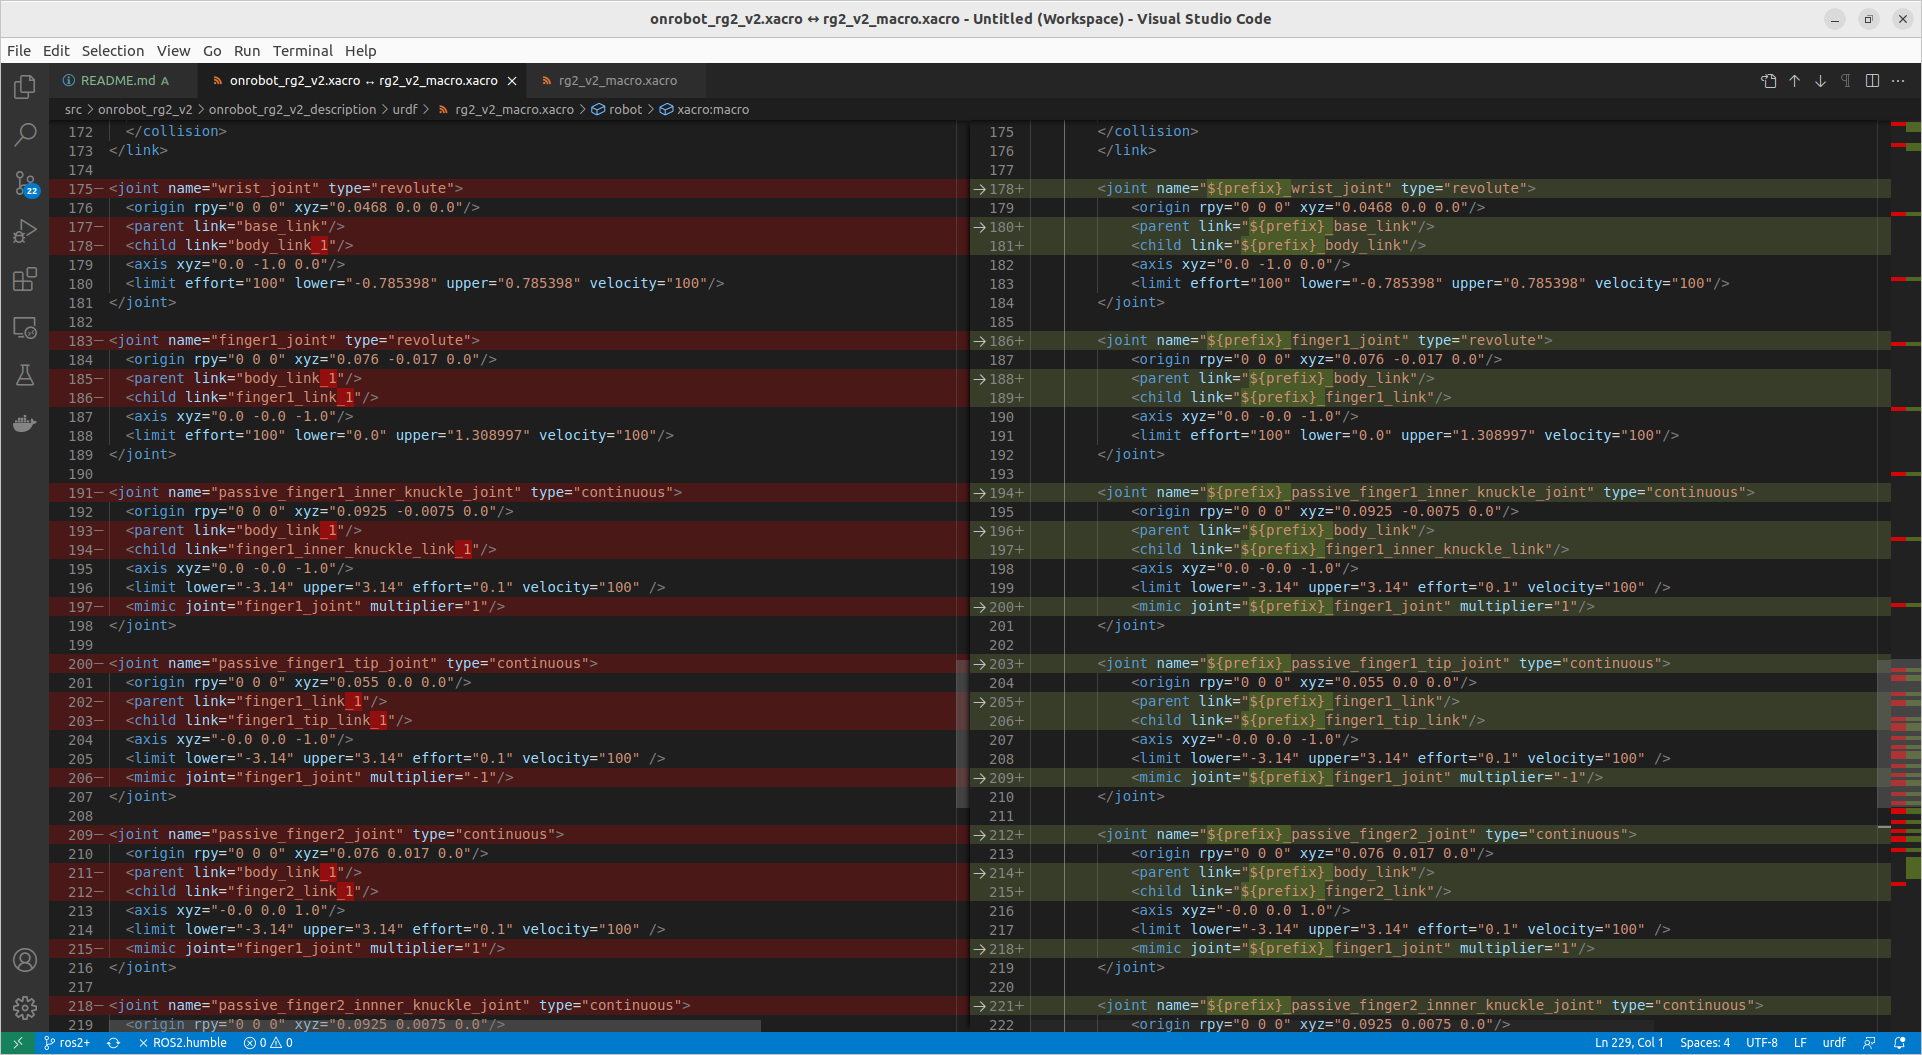 onrobot_rg2_v2.xacro ↔ rg2_v2_macro.xacro - Untitled (Workspace) - Visual Studio Code
File Edit Selection View Go Run Terminal Help
README.md A
onrobot_rg2_v2.xacro ↔ rg2_v2_macro.xacro
rg2_v2_macro.xacro
src > onrobot_rg2_v2 > onrobot_rg2_v2_description > urdf > rg2_v2_macro.xacro > robot > xacro:macro
22
172 </collision>
173 </link>
174
175− <joint name="wrist_joint" type="revolute">
176 <origin rpy="0 0 0" xyz="0.0468 0.0 0.0"/>
177− <parent link="base_link"/>
178− <child link="body_link_1"/>
179 <axis xyz="0.0 -1.0 0.0"/>
180 <limit effort="100" lower="-0.785398" upper="0.785398" velocity="100"/>
181 </joint>
182
183− <joint name="finger1_joint" type="revolute">
184 <origin rpy="0 0 0" xyz="0.076 -0.017 0.0"/>
185− <parent link="body_link_1"/>
186− <child link="finger1_link_1"/>
187 <axis xyz="0.0 -0.0 -1.0"/>
188 <limit effort="100" lower="0.0" upper="1.308997" velocity="100"/>
189 </joint>
190
191− <joint name="passive_finger1_inner_knuckle_joint" type="continuous">
192 <origin rpy="0 0 0" xyz="0.0925 -0.0075 0.0"/>
193− <parent link="body_link_1"/>
194− <child link="finger1_inner_knuckle_link_1"/>
195 <axis xyz="0.0 -0.0 -1.0"/>
196 <limit lower="-3.14" upper="3.14" effort="0.1" velocity="100" />
197− <mimic joint="finger1_joint" multiplier="1"/>
198 </joint>
199
200− <joint name="passive_finger1_tip_joint" type="continuous">
201 <origin rpy="0 0 0" xyz="0.055 0.0 0.0"/>
202− <parent link="finger1_link_1"/>
203− <child link="finger1_tip_link_1"/>
204 <axis xyz="-0.0 0.0 -1.0"/>
205 <limit lower="-3.14" upper="3.14" effort="0.1" velocity="100" />
206− <mimic joint="finger1_joint" multiplier="-1"/>
207 </joint>
208
209− <joint name="passive_finger2_joint" type="continuous">
210 <origin rpy="0 0 0" xyz="0.076 0.017 0.0"/>
211− <parent link="body_link_1"/>
212− <child link="finger2_link_1"/>
213 <axis xyz="-0.0 0.0 1.0"/>
214 <limit lower="-3.14" upper="3.14" effort="0.1" velocity="100" />
215− <mimic joint="finger1_joint" multiplier="1"/>
216 </joint>
217
218− <joint name="passive_finger2_innner_knuckle_joint" type="continuous">
219 <origin rpy="0 0 0" xyz="0.0925 0.0075 0.0"/>
175 </collision>
176 </link>
177
→178+ <joint name="${prefix}_wrist_joint" type="revolute">
179 <origin rpy="0 0 0" xyz="0.0468 0.0 0.0"/>
→180+ <parent link="${prefix}_base_link"/>
181+ <child link="${prefix}_body_link"/>
182 <axis xyz="0.0 -1.0 0.0"/>
183 <limit effort="100" lower="-0.785398" upper="0.785398" velocity="100"/>
184 </joint>
185
→186+ <joint name="${prefix}_finger1_joint" type="revolute">
187 <origin rpy="0 0 0" xyz="0.076 -0.017 0.0"/>
→188+ <parent link="${prefix}_body_link"/>
189+ <child link="${prefix}_finger1_link"/>
190 <axis xyz="0.0 -0.0 -1.0"/>
191 <limit effort="100" lower="0.0" upper="1.308997" velocity="100"/>
192 </joint>
193
→194+ <joint name="${prefix}_passive_finger1_inner_knuckle_joint" type="continuous">
195 <origin rpy="0 0 0" xyz="0.0925 -0.0075 0.0"/>
→196+ <parent link="${prefix}_body_link"/>
197+ <child link="${prefix}_finger1_inner_knuckle_link"/>
198 <axis xyz="0.0 -0.0 -1.0"/>
199 <limit lower="-3.14" upper="3.14" effort="0.1" velocity="100" />
→200+ <mimic joint="${prefix}_finger1_joint" multiplier="1"/>
201 </joint>
202
→203+ <joint name="${prefix}_passive_finger1_tip_joint" type="continuous">
204 <origin rpy="0 0 0" xyz="0.055 0.0 0.0"/>
→205+ <parent link="${prefix}_finger1_link"/>
206+ <child link="${prefix}_finger1_tip_link"/>
207 <axis xyz="-0.0 0.0 -1.0"/>
208 <limit lower="-3.14" upper="3.14" effort="0.1" velocity="100" />
→209+ <mimic joint="${prefix}_finger1_joint" multiplier="-1"/>
210 </joint>
211
→212+ <joint name="${prefix}_passive_finger2_joint" type="continuous">
213 <origin rpy="0 0 0" xyz="0.076 0.017 0.0"/>
→214+ <parent link="${prefix}_body_link"/>
215+ <child link="${prefix}_finger2_link"/>
216 <axis xyz="-0.0 0.0 1.0"/>
217 <limit lower="-3.14" upper="3.14" effort="0.1" velocity="100" />
→218+ <mimic joint="${prefix}_finger1_joint" multiplier="1"/>
219 </joint>
220
→221+ <joint name="${prefix}_passive_finger2_innner_knuckle_joint" type="continuous">
222 <origin rpy="0 0 0" xyz="0.0925 0.0075 0.0"/>
ros2+ ROS2.humble 0 0 Ln 229, Col 1 Spaces: 4 UTF-8 LF urdf